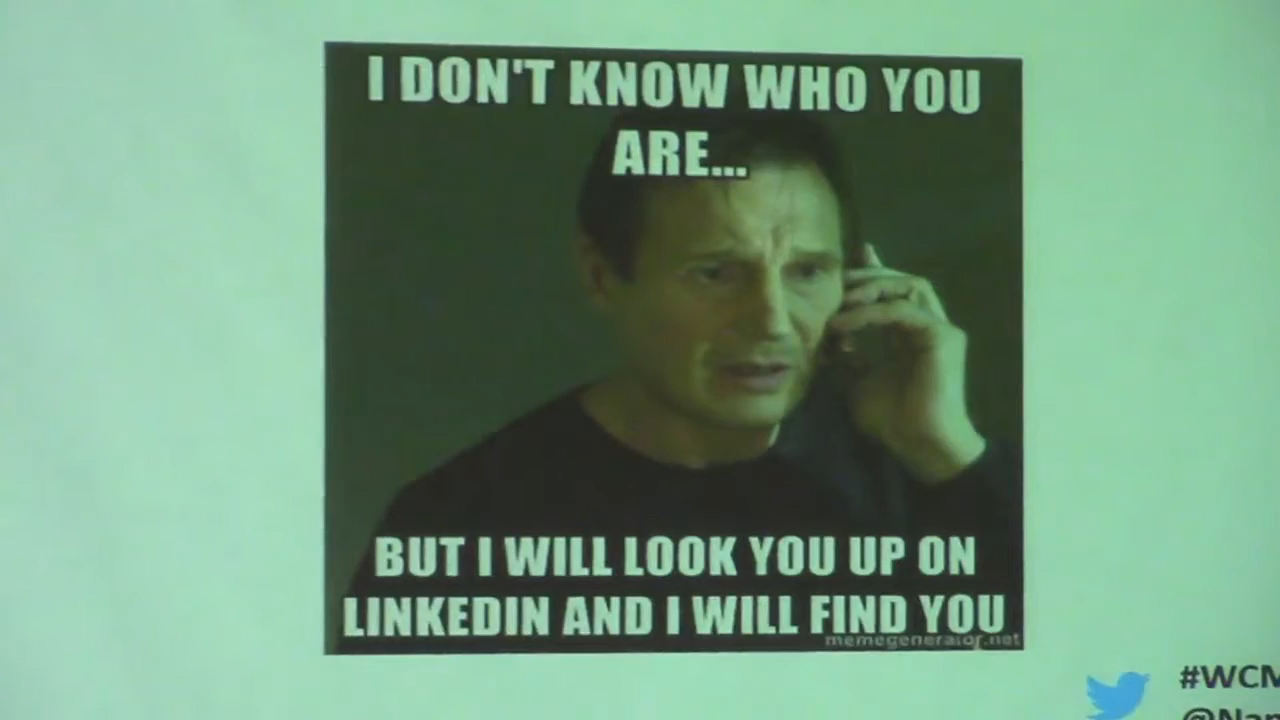 I DON'T KNOW WHO YOU
ARE...
BUT I WILL LOOK YOU UP ON
LINKEDIN AND I WILL FIND YOU
memegenerator.net
#WCM